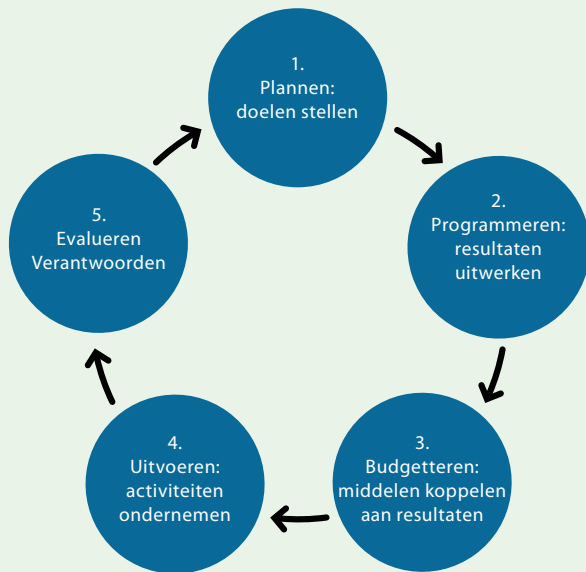 1.
Plannen:
doelen stellen
2.
Programmeren:
resultaten
uitwerken
3.
Budgetteren:
middelen koppelen
aan resultaten
4.
Uitvoeren:
activiteiten
ondernemen
5.
Evalueren
Verantwoorden